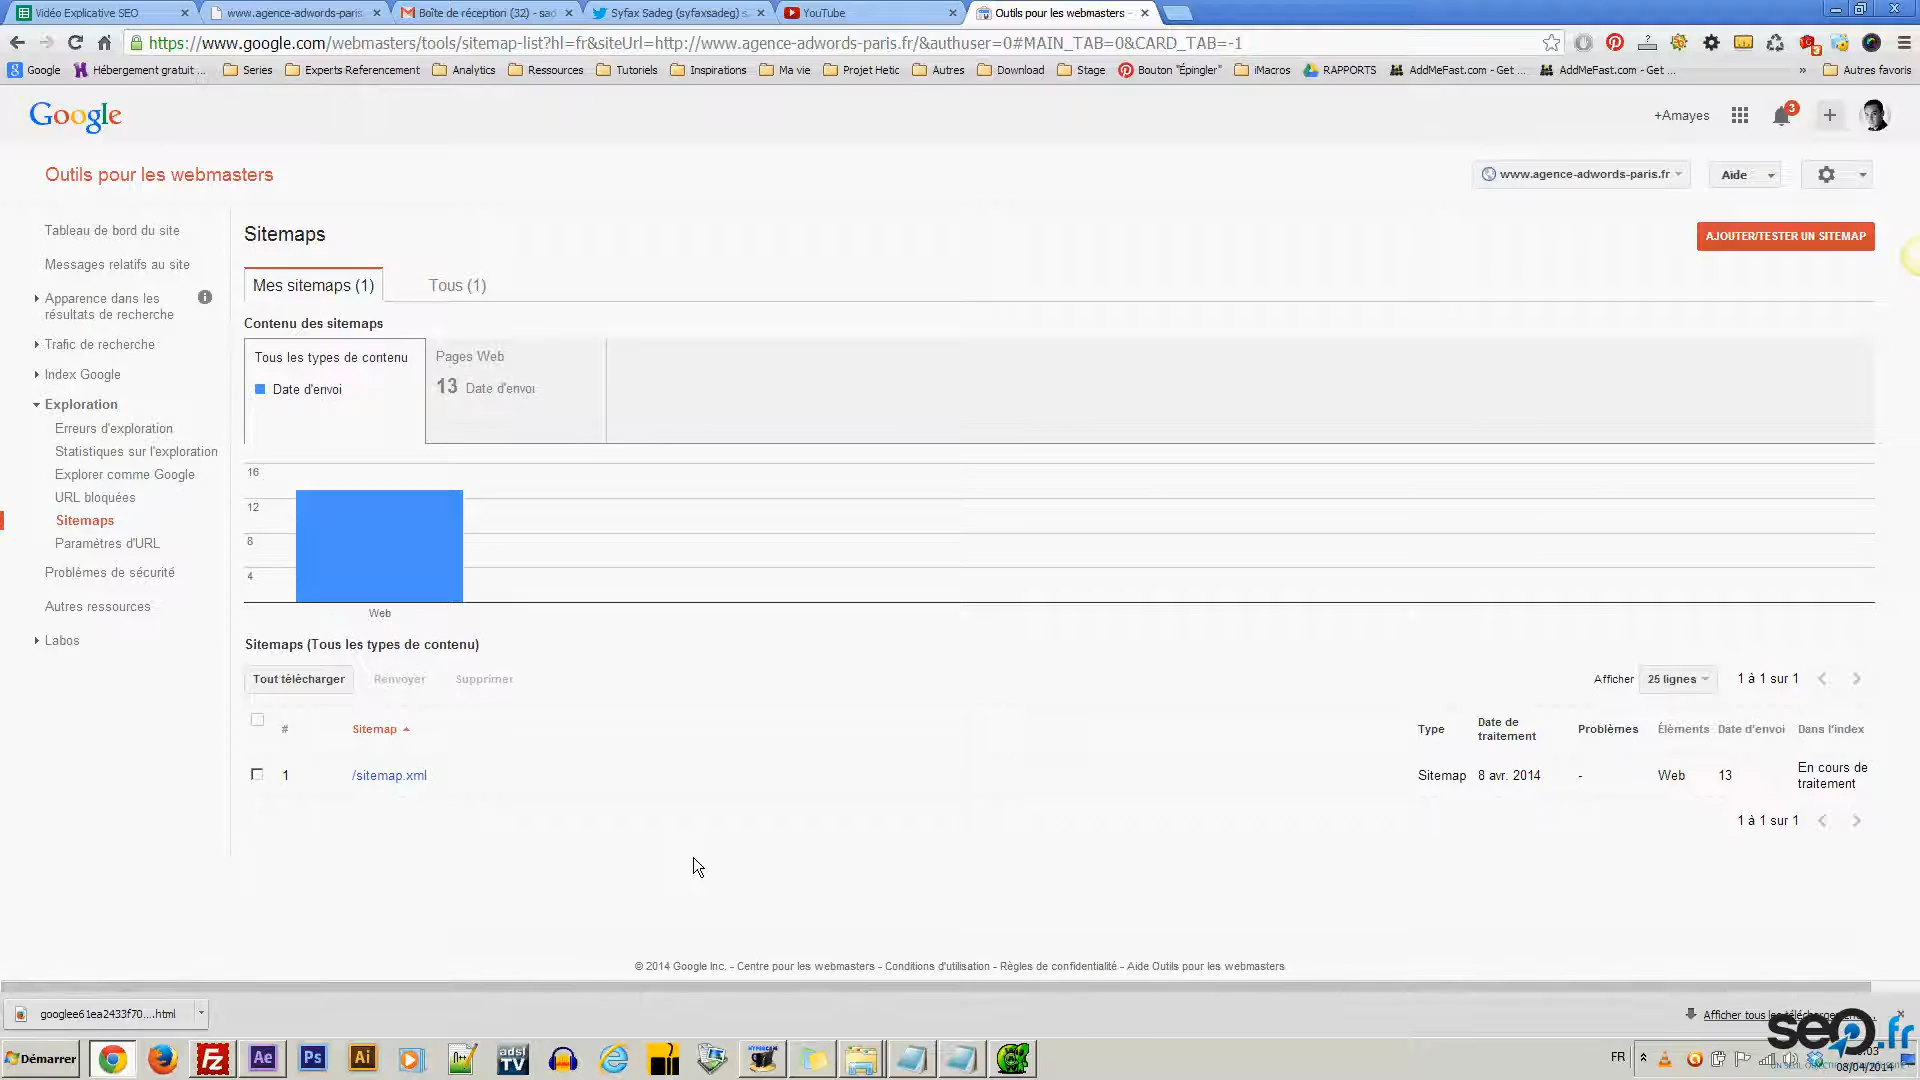 Vidéo Explicative SEO
www.agence-adwords-paris.
Boîte de réception (32) - sad
Syfax Sadeg (syfaxsadeg) s
YouTube
Outils pour les webmasters -
https://www.google.com/webmasters/tools/sitemap-list?hl=fr&siteUrl=http://www.agence-adwords-paris.fr/&authuser=0#MAIN_TAB=0&CARD_TAB=-1
Google
Hébergement gratuit ...
Series
Experts Referencement
Analytics
Ressources
Tutoriels
Inspirations
Ma vie
Projet Hetic
Autres
Download
Stage
Bouton "Épingler"
iMacros
RAPPORTS
AddMeFast.com - Get ...
AddMeFast.com - Get ...
»
Autres favoris
Google
+Amayes
3
Outils pour les webmasters
www.agence-adwords-paris.fr
Aide
Tableau de bord du site
Messages relatifs au site
Apparence dans les
résultats de recherche
Trafic de recherche
Index Google
Exploration
Erreurs d'exploration
Statistiques sur l'exploration
Explorer comme Google
URL bloquées
Sitemaps
Paramètres d'URL
Problèmes de sécurité
Autres ressources
Labos
Sitemaps
AJOUTER/TESTER UN SITEMAP
Mes sitemaps (1)
Tous (1)
Contenu des sitemaps
Tous les types de contenu
Date d'envoi
Pages Web
13 Date d'envoi
16
12
8
4
Web
Sitemaps (Tous les types de contenu)
Tout télécharger
Renvoyer
Supprimer
Afficher
25 lignes
1 à 1 sur 1
#
Sitemap
Type
Date de
traitement
Problèmes
Éléments
Date d'envoi
Dans l'index
1
/sitemap.xml
Sitemap
8 avr. 2014
-
Web
13
En cours de
traitement
1 à 1 sur 1
© 2014 Google Inc. - Centre pour les webmasters - Conditions d'utilisation - Règles de confidentialité - Aide Outils pour les webmasters
googlee61ea2433f70....html
Afficher tous les
seo.fr
Démarrer
Fz
Ae
Ps
Ai
adsl
TV
FR
08/04/2014